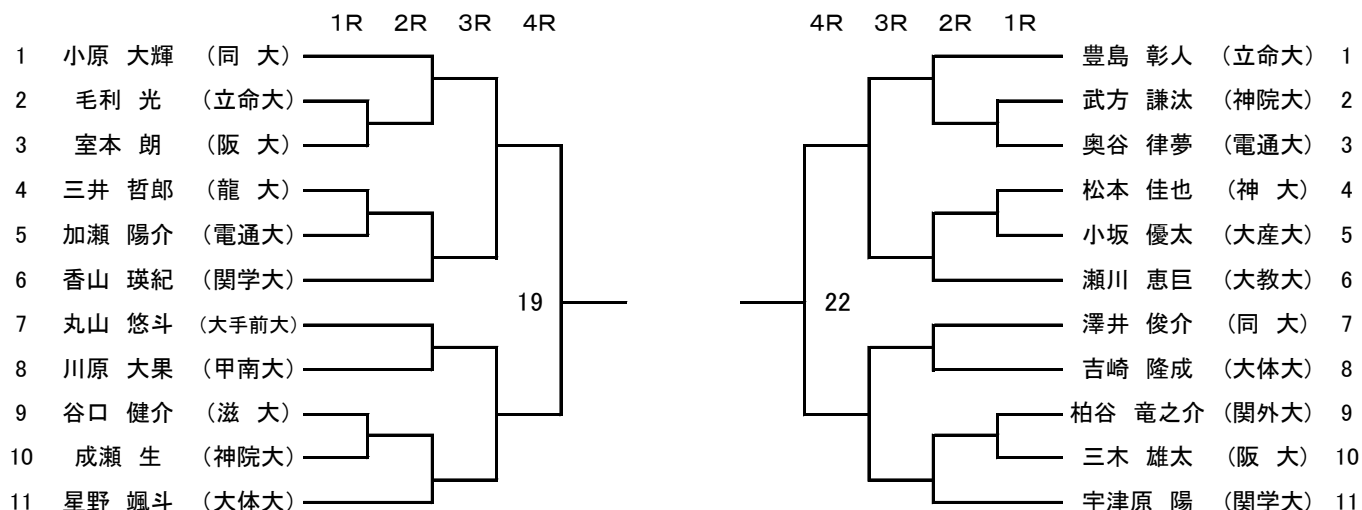 1R 2R 3R 4R
1 小原 大輝 (同 大)
2 毛利 光 (立命大)
3 室本 朗 (阪 大)
4 三井 哲郎 (龍 大)
5 加瀬 陽介 (電通大)
6 香山 瑛紀 (関学大)
19
7 丸山 悠斗 (大手前大)
8 川原 大果 (甲南大)
9 谷口 健介 (滋 大)
10 成瀬 生 (神院大)
11 星野 颯斗 (大体大)
4R 3R 2R 1R
豊島 彰人 (立命大) 1
武方 謙汰 (神院大) 2
奥谷 律夢 (電通大) 3
松本 佳也 (神 大) 4
小坂 優太 (大産大) 5
瀬川 恵巨 (大教大) 6
22
澤井 俊介 (同 大) 7
吉崎 隆成 (大体大) 8
柏谷 竜之介 (関外大) 9
三木 雄太 (阪 大) 10
宇津原 陽 (関学大) 11